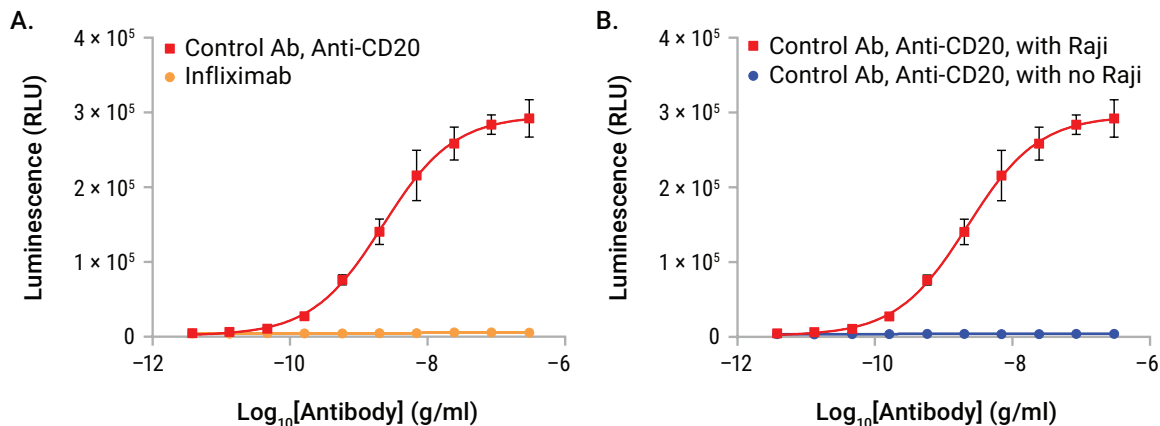 A.
4 × 10⁵
3 × 10⁵
2 × 10⁵
1 × 10⁵
0
Luminescence (RLU)
Control Ab, Anti-CD20
Infliximab
−12
−10
−8
−6
Log₁₀[Antibody] (g/ml)
B.
4 × 10⁵
3 × 10⁵
2 × 10⁵
1 × 10⁵
0
Luminescence (RLU)
Control Ab, Anti-CD20, with Raji
Control Ab, Anti-CD20, with no Raji
−12
−10
−8
−6
Log₁₀[Antibody] (g/ml)